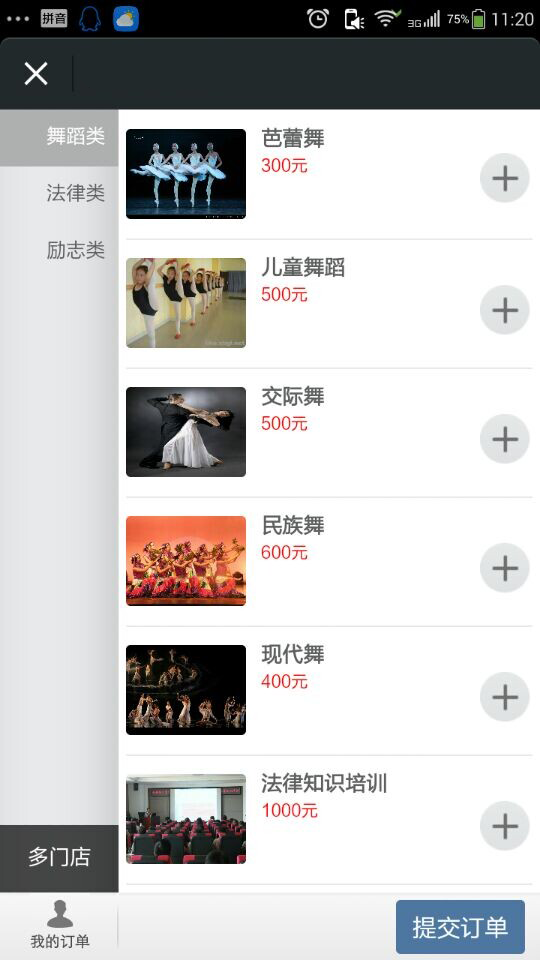 拼音
3G
75%
11:20
舞蹈类
法律类
励志类
芭蕾舞
300元
儿童舞蹈
500元
交际舞
500元
民族舞
600元
现代舞
400元
法律知识培训
1000元
多门店
我的订单
提交订单